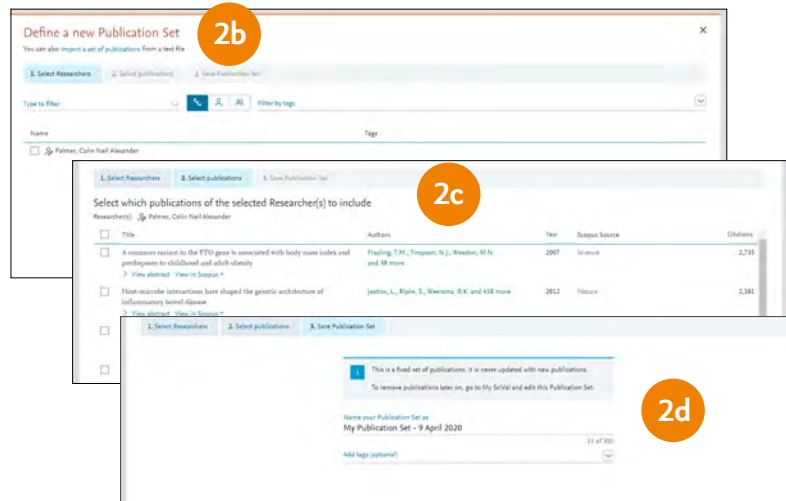 Define a new Publication Set
You can also import a set of publications from a text file
1. Select Researchers 2. Select publications 3. Save Publication Set
Type to filter Filter by tags
Name Tags
Palmer, Colin Nail Alexander
2b
1. Select Researchers 2. Select publications 3. Save Publication Set
Select which publications of the selected Researcher(s) to include
Researcher(s) Palmer, Colin Nail Alexander
Title Authors Year Scopus Source Citations
A common variant in the FTO gene is associated with body mass index and Frayling, T.M., Timpson, N.J., Weedon, M.N. 2007 Science 2,735
predisposes to childhood and adult obesity and 38 more
> View abstract View in Scopus
Host-microbe interactions have shaped the genetic architecture of Jostins, L., Ripke, S., Weersma, R.K. and 458 more 2012 Nature 2,581
inflammatory bowel disease
> View abstract View in Scopus
2c
1. Select Researchers 2. Select publications 3. Save Publication Set
i This is a fixed set of publications. It is never updated with new publications.
To remove publications later on, go to My SciVal and edit this Publication Set.
Name your Publication Set as
My Publication Set - 9 April 2020
of 300
Add tags (optional)
2d